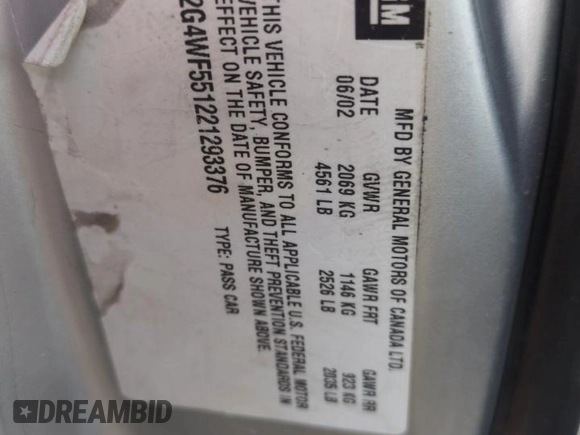 GM
MFD BY GENERAL MOTORS OF CANADA LTD.
DATE GVWR GAWR FRT GAWR RR
06/02 2069 KG 1146 KG 923 KG
4561 LB 2526 LB 2035 LB
THIS VEHICLE CONFORMS TO ALL APPLICABLE U.S. FEDERAL MOTOR
VEHICLE SAFETY, BUMPER, AND THEFT PREVENTION STANDARDS IN
EFFECT ON THE DATE OF MANUFACTURE SHOWN ABOVE.
2G4WF551221293376 TYPE: PASS CAR
DREAMBID